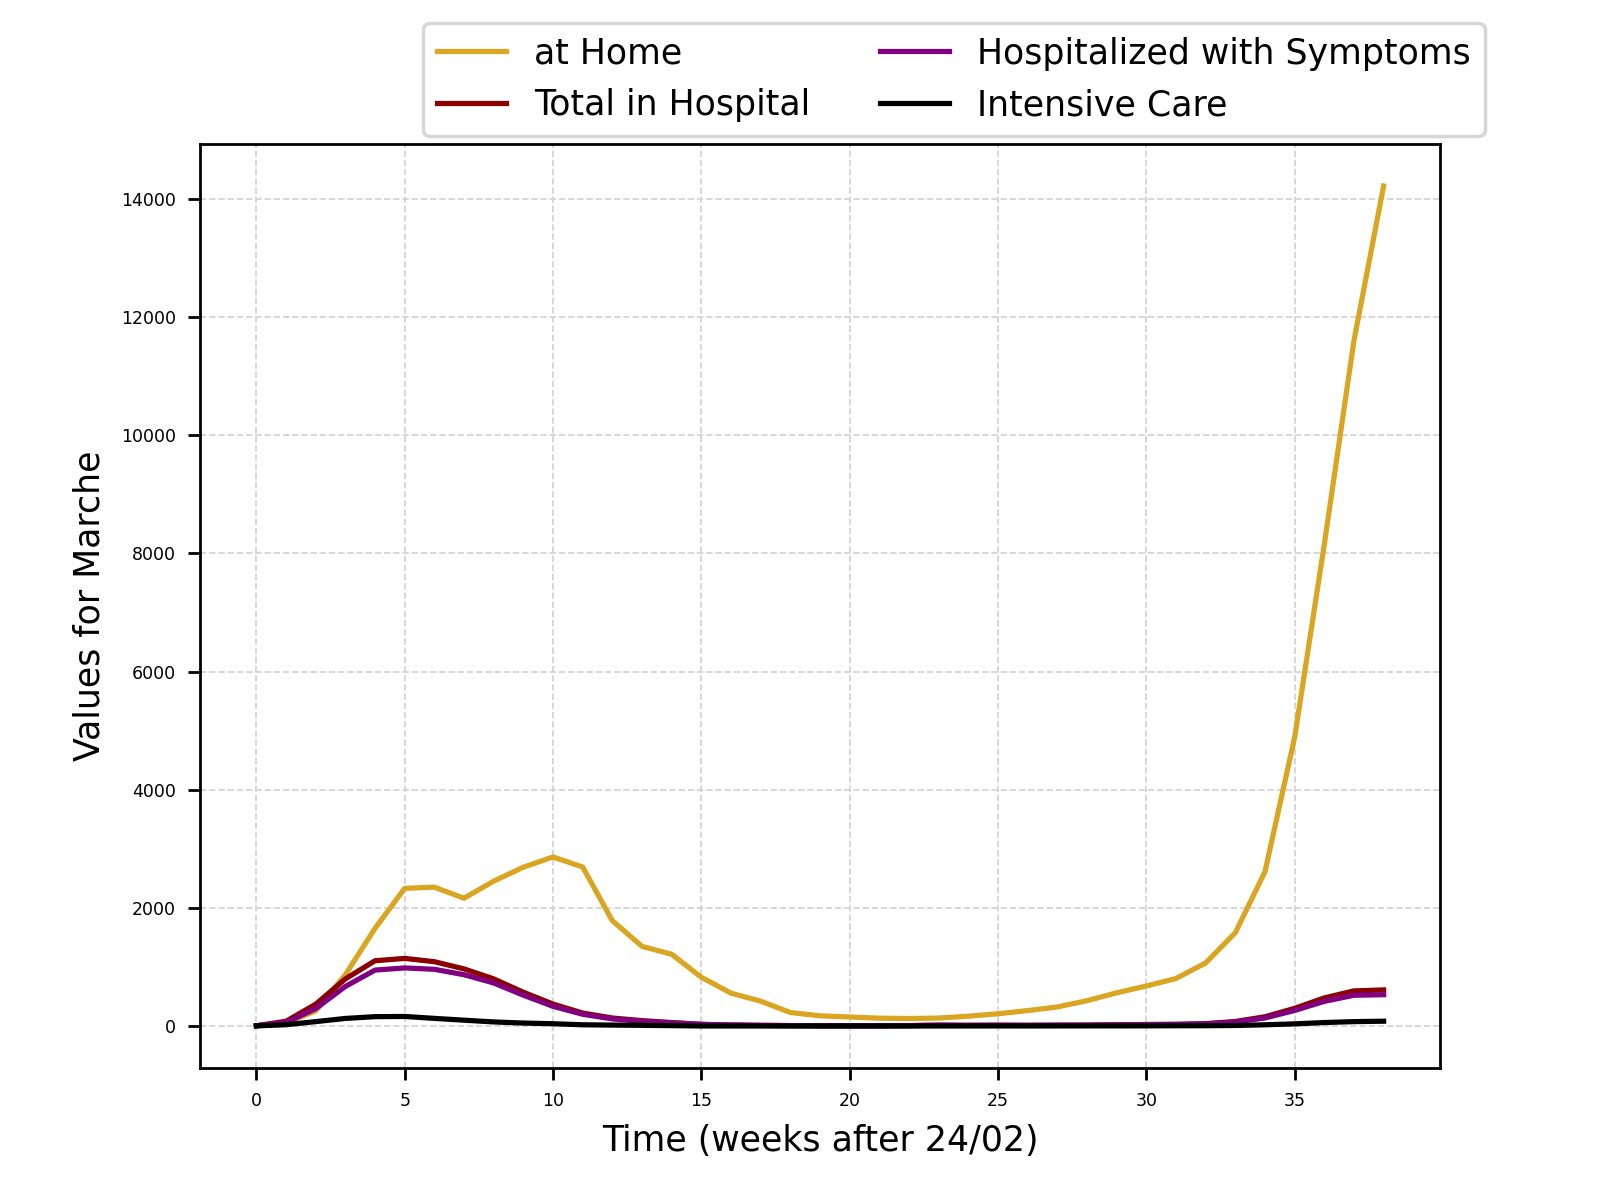 at Home
Total in Hospital
Hospitalized with Symptoms
Intensive Care
Values for Marche
14000
12000
10000
8000
6000
4000
2000
0
0 5 10 15 20 25 30 35
Time (weeks after 24/02)